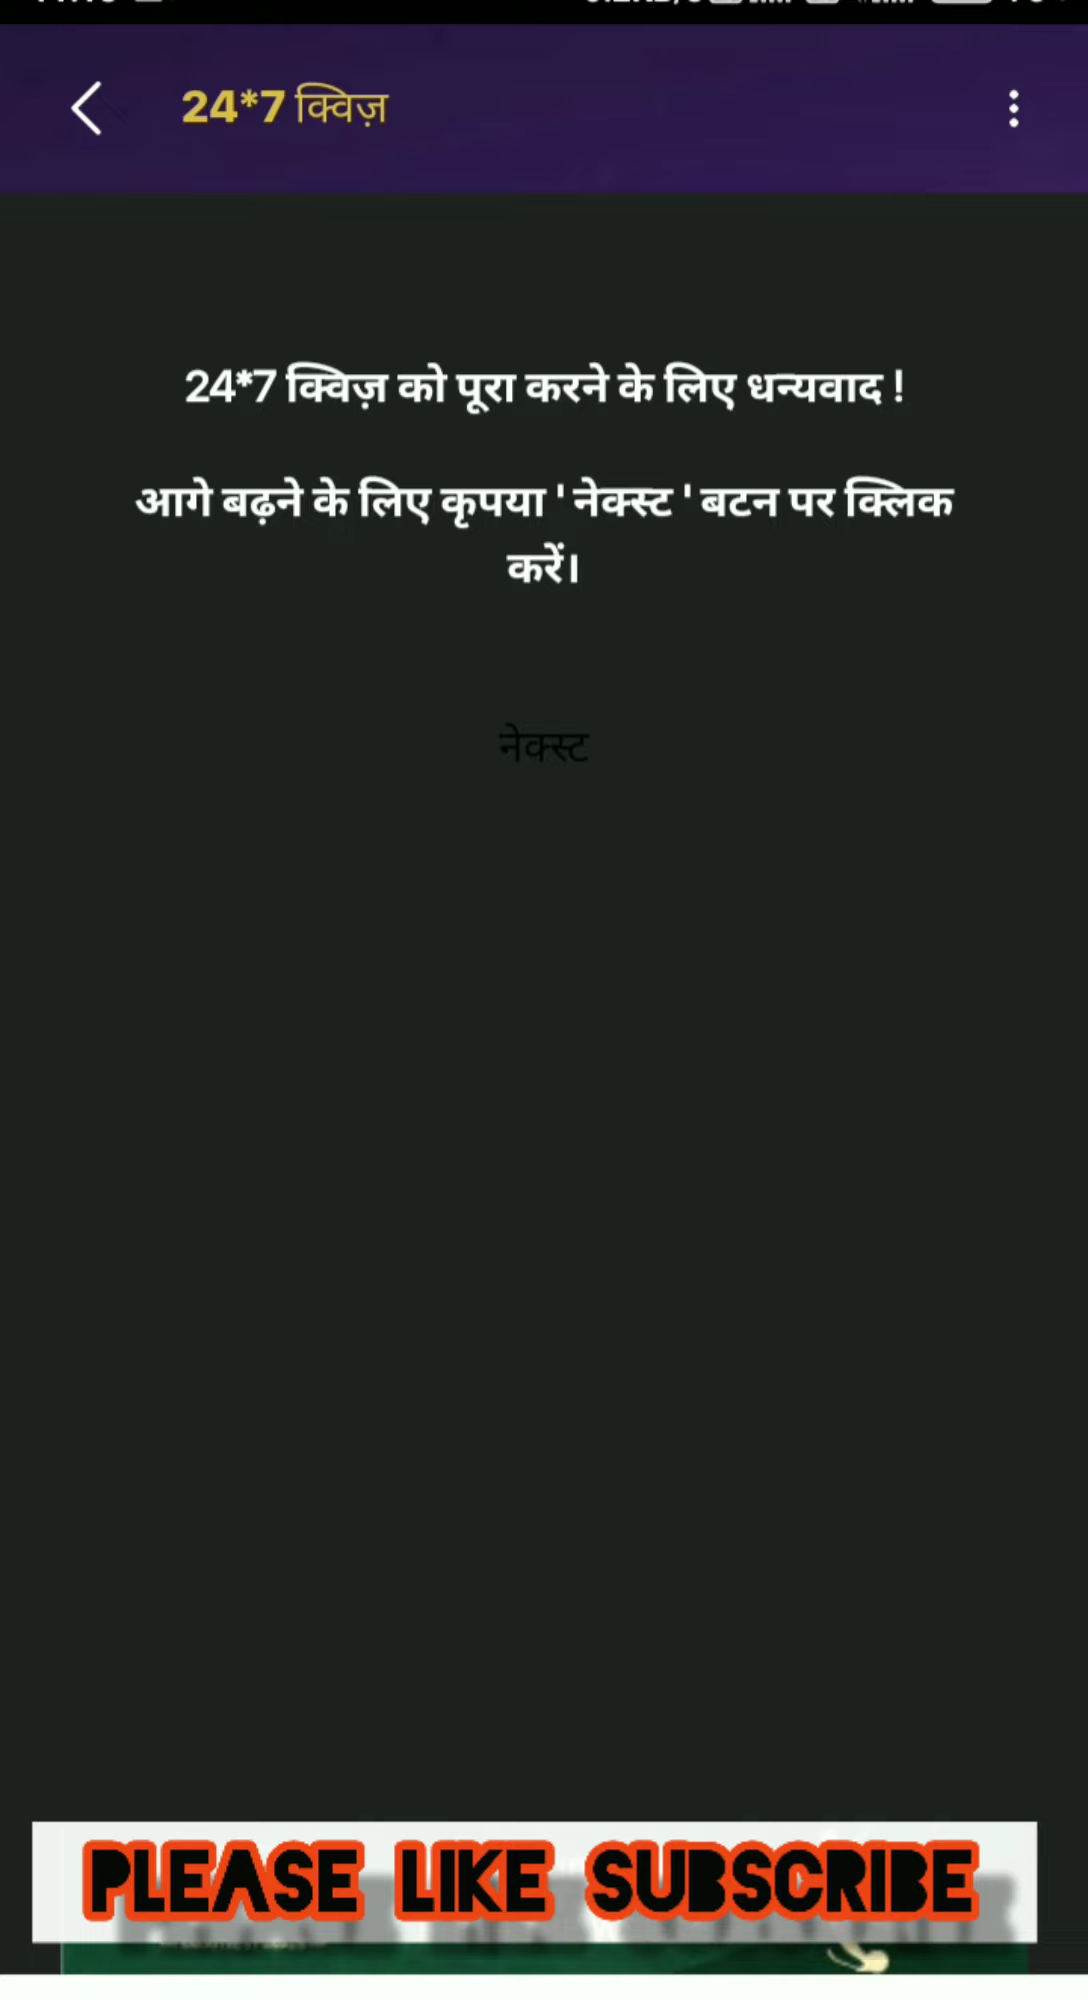 24*7 क्विज़
24*7 क्विज़ को पूरा करने के लिए धन्यवाद !
आगे बढ़ने के लिए कृपया ' नेक्स्ट ' बटन पर क्लिक
करें।
नेक्स्ट
PLEASE LIKE SUBSCRIBE